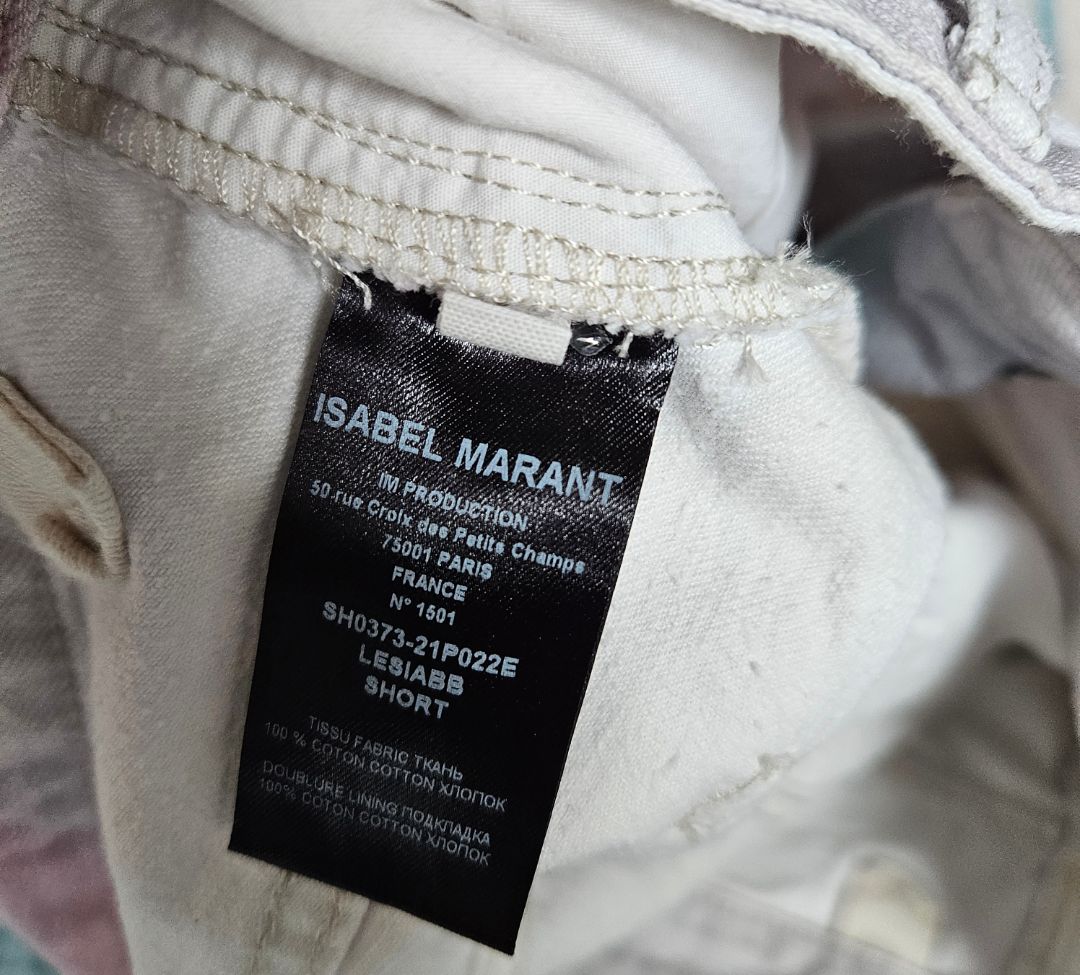 ISABEL MARANT
IM PRODUCTION
50 rue Croix des Petits Champs
75001 PARIS
FRANCE
N° 1501
SH0373-21P022E
LESIABB
SHORT
TISSU FABRIC ТКАНЬ
100 % COTON COTTON ХЛОПОК
DOUBLURE LINING ПОДКЛАДКА
100% COTON COTTON ХЛОПОК